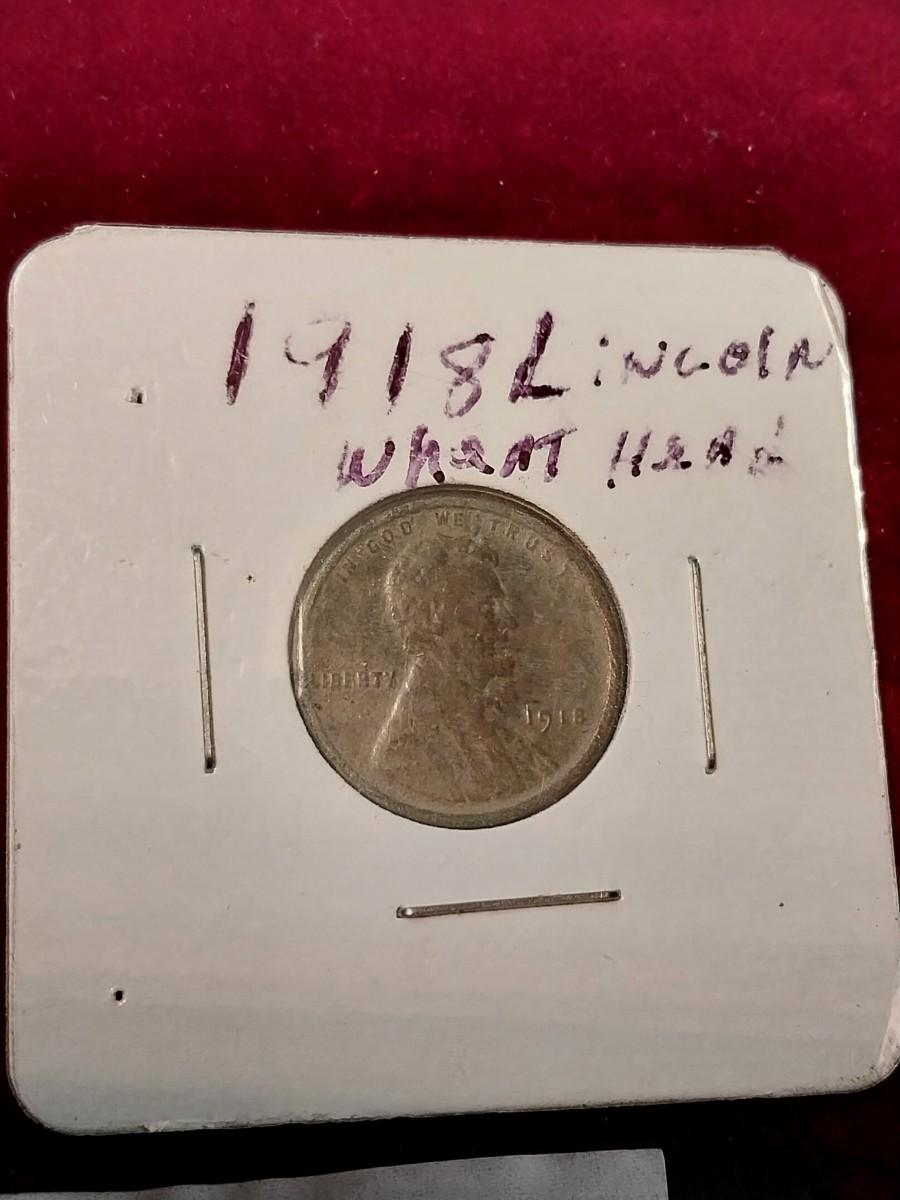 1918 Lincoln
Wheat Head
IN GOD WE TRUST
LIBERTY
1918